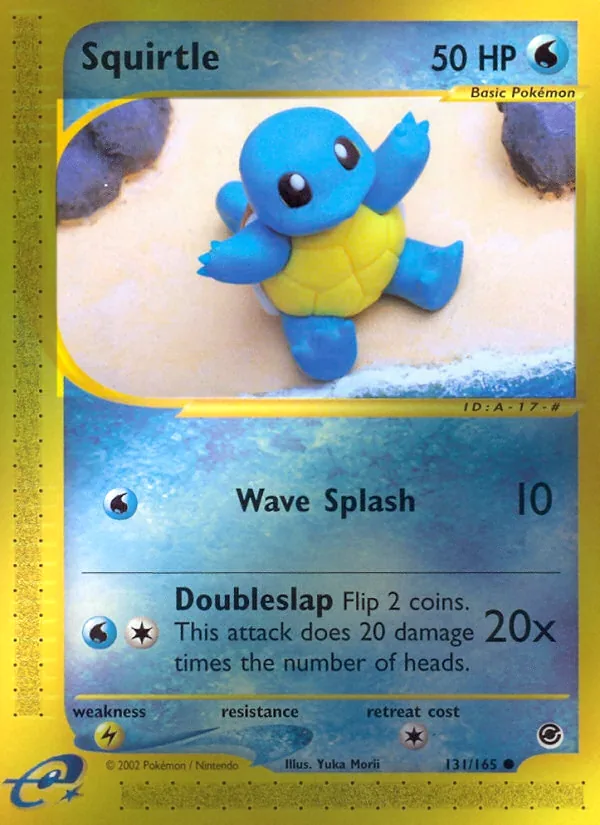 Squirtle 50 HP
Basic Pokémon
ID:A-17-#
Wave Splash 10
Doubleslap Flip 2 coins.
This attack does 20 damage 20x
times the number of heads.
weakness resistance retreat cost
© 2002 Pokémon / Nintendo Illus. Yuka Morii 131/165
e